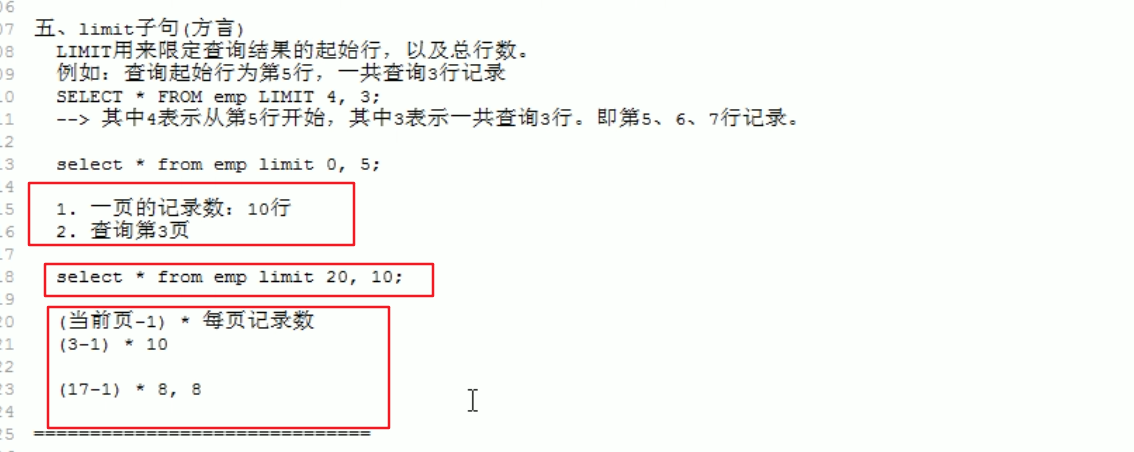 06
07 五、limit子句(方言)
08 LIMIT用来限定查询结果的起始行，以及总行数。
09 例如：查询起始行为第5行，一共查询3行记录
10 SELECT * FROM emp LIMIT 4, 3;
11 --> 其中4表示从第5行开始，其中3表示一共查询3行。即第5、6、7行记录。
12
13 select * from emp limit 0, 5;
14
15 1. 一页的记录数：10行
16 2. 查询第3页
17
18 select * from emp limit 20, 10;
19
20 (当前页-1) * 每页记录数
21 (3-1) * 10
22
23 (17-1) * 8, 8
24
25 ==============================